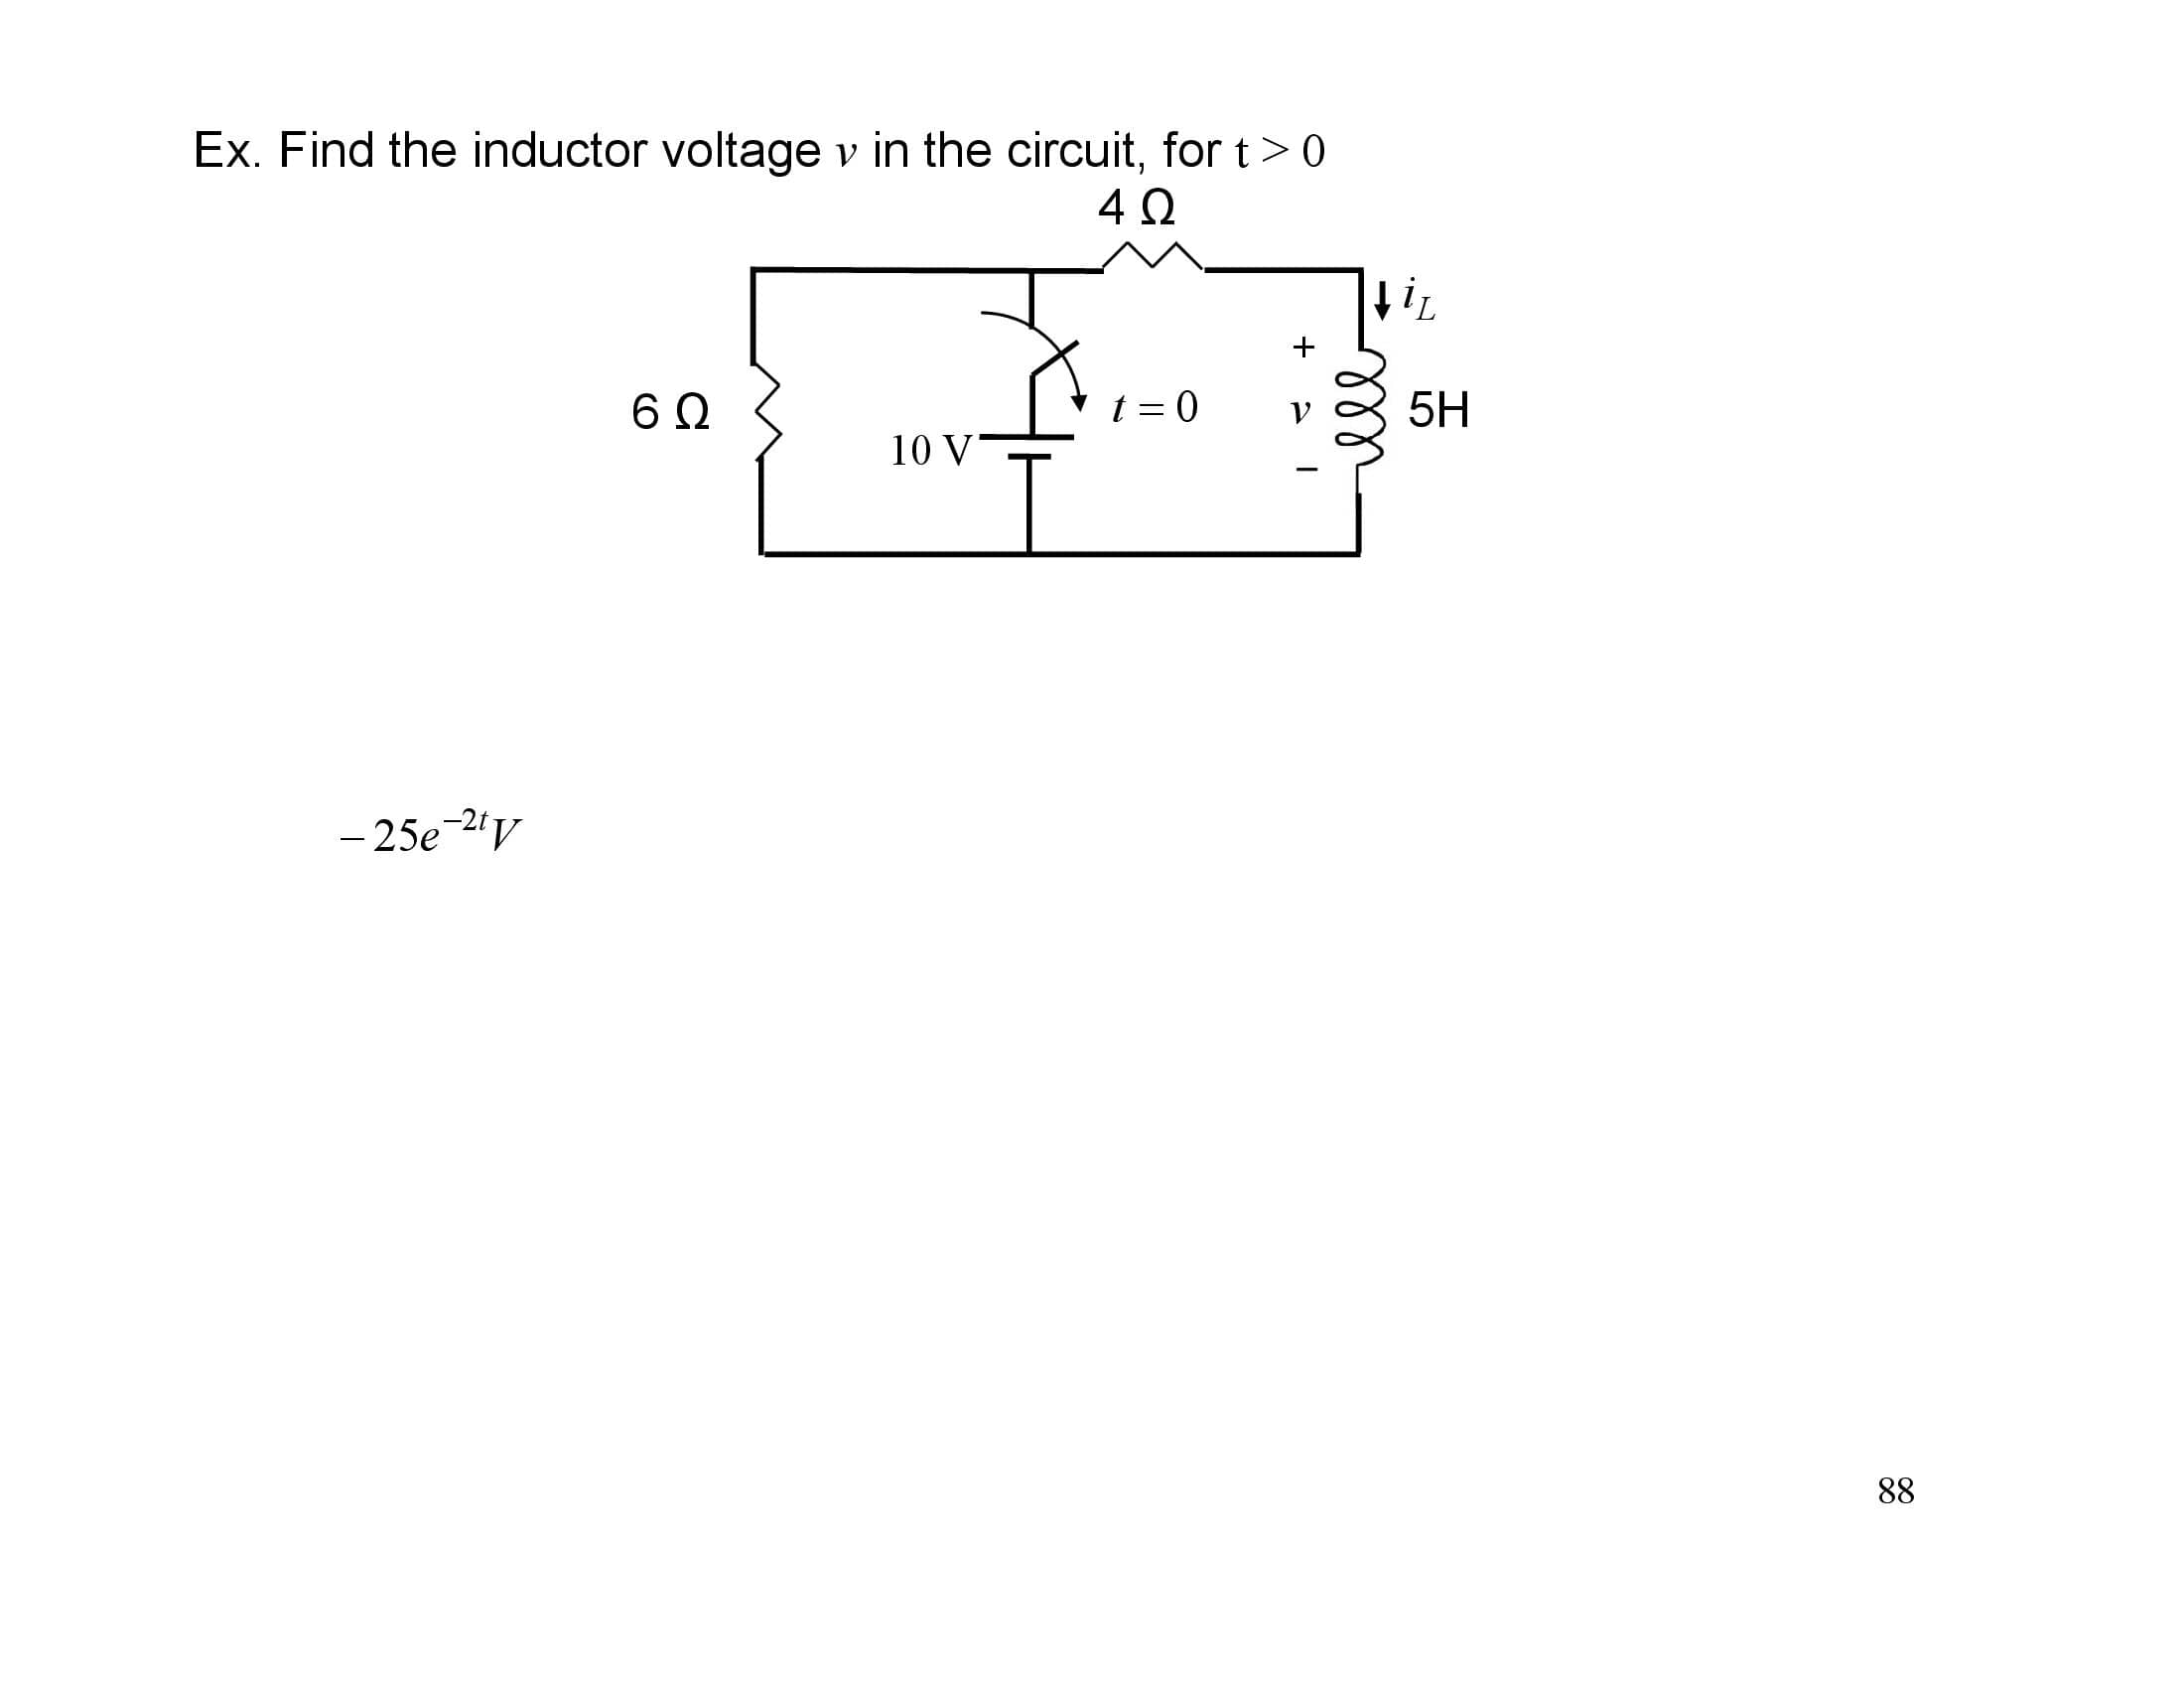 Ex. Find the inductor voltage v in the circuit, for t > 0
4 Ω
i_L
+
6 Ω
10 V
t = 0
v
5H
−
−25e^{−2t}V
88